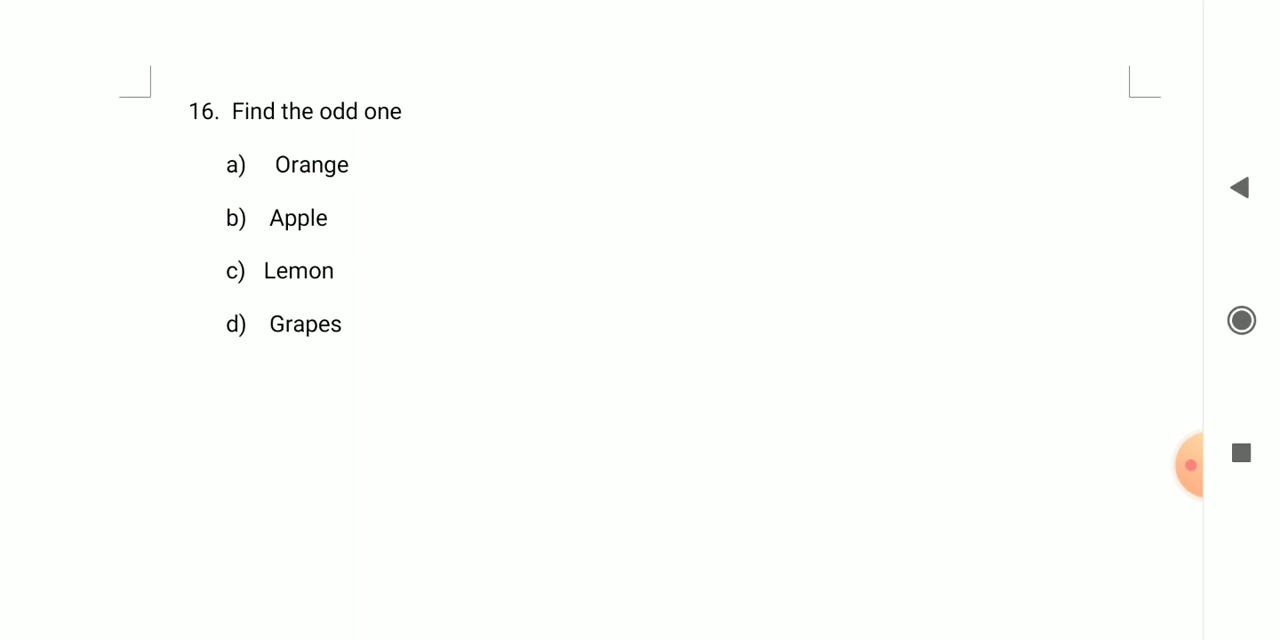 16. Find the odd one
a) Orange
b) Apple
c) Lemon
d) Grapes